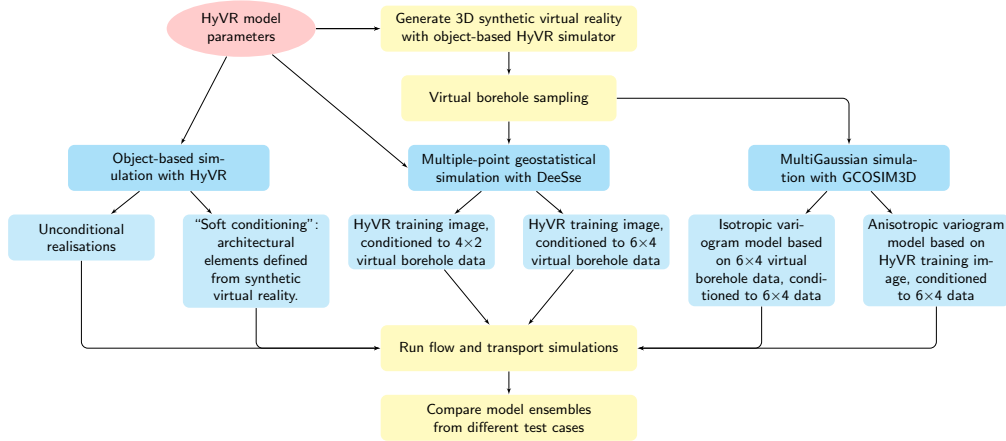 HyVR model
parameters
Generate 3D synthetic virtual reality
with object-based HyVR simulator
Virtual borehole sampling
Object-based sim-
ulation with HyVR
Multiple-point geostatistical
simulation with DeeSse
MultiGaussian simula-
tion with GCOSIM3D
Unconditional
realisations
“Soft conditioning”:
architectural
elements defined
from synthetic
virtual reality.
HyVR training image,
conditioned to 4×2
virtual borehole data
HyVR training image,
conditioned to 6×4
virtual borehole data
Isotropic vari-
ogram model based
on 6×4 virtual
borehole data, condi-
tioned to 6×4 data
Anisotropic variogram
model based on
HyVR training im-
age, conditioned
to 6×4 data
Run flow and transport simulations
Compare model ensembles
from different test cases